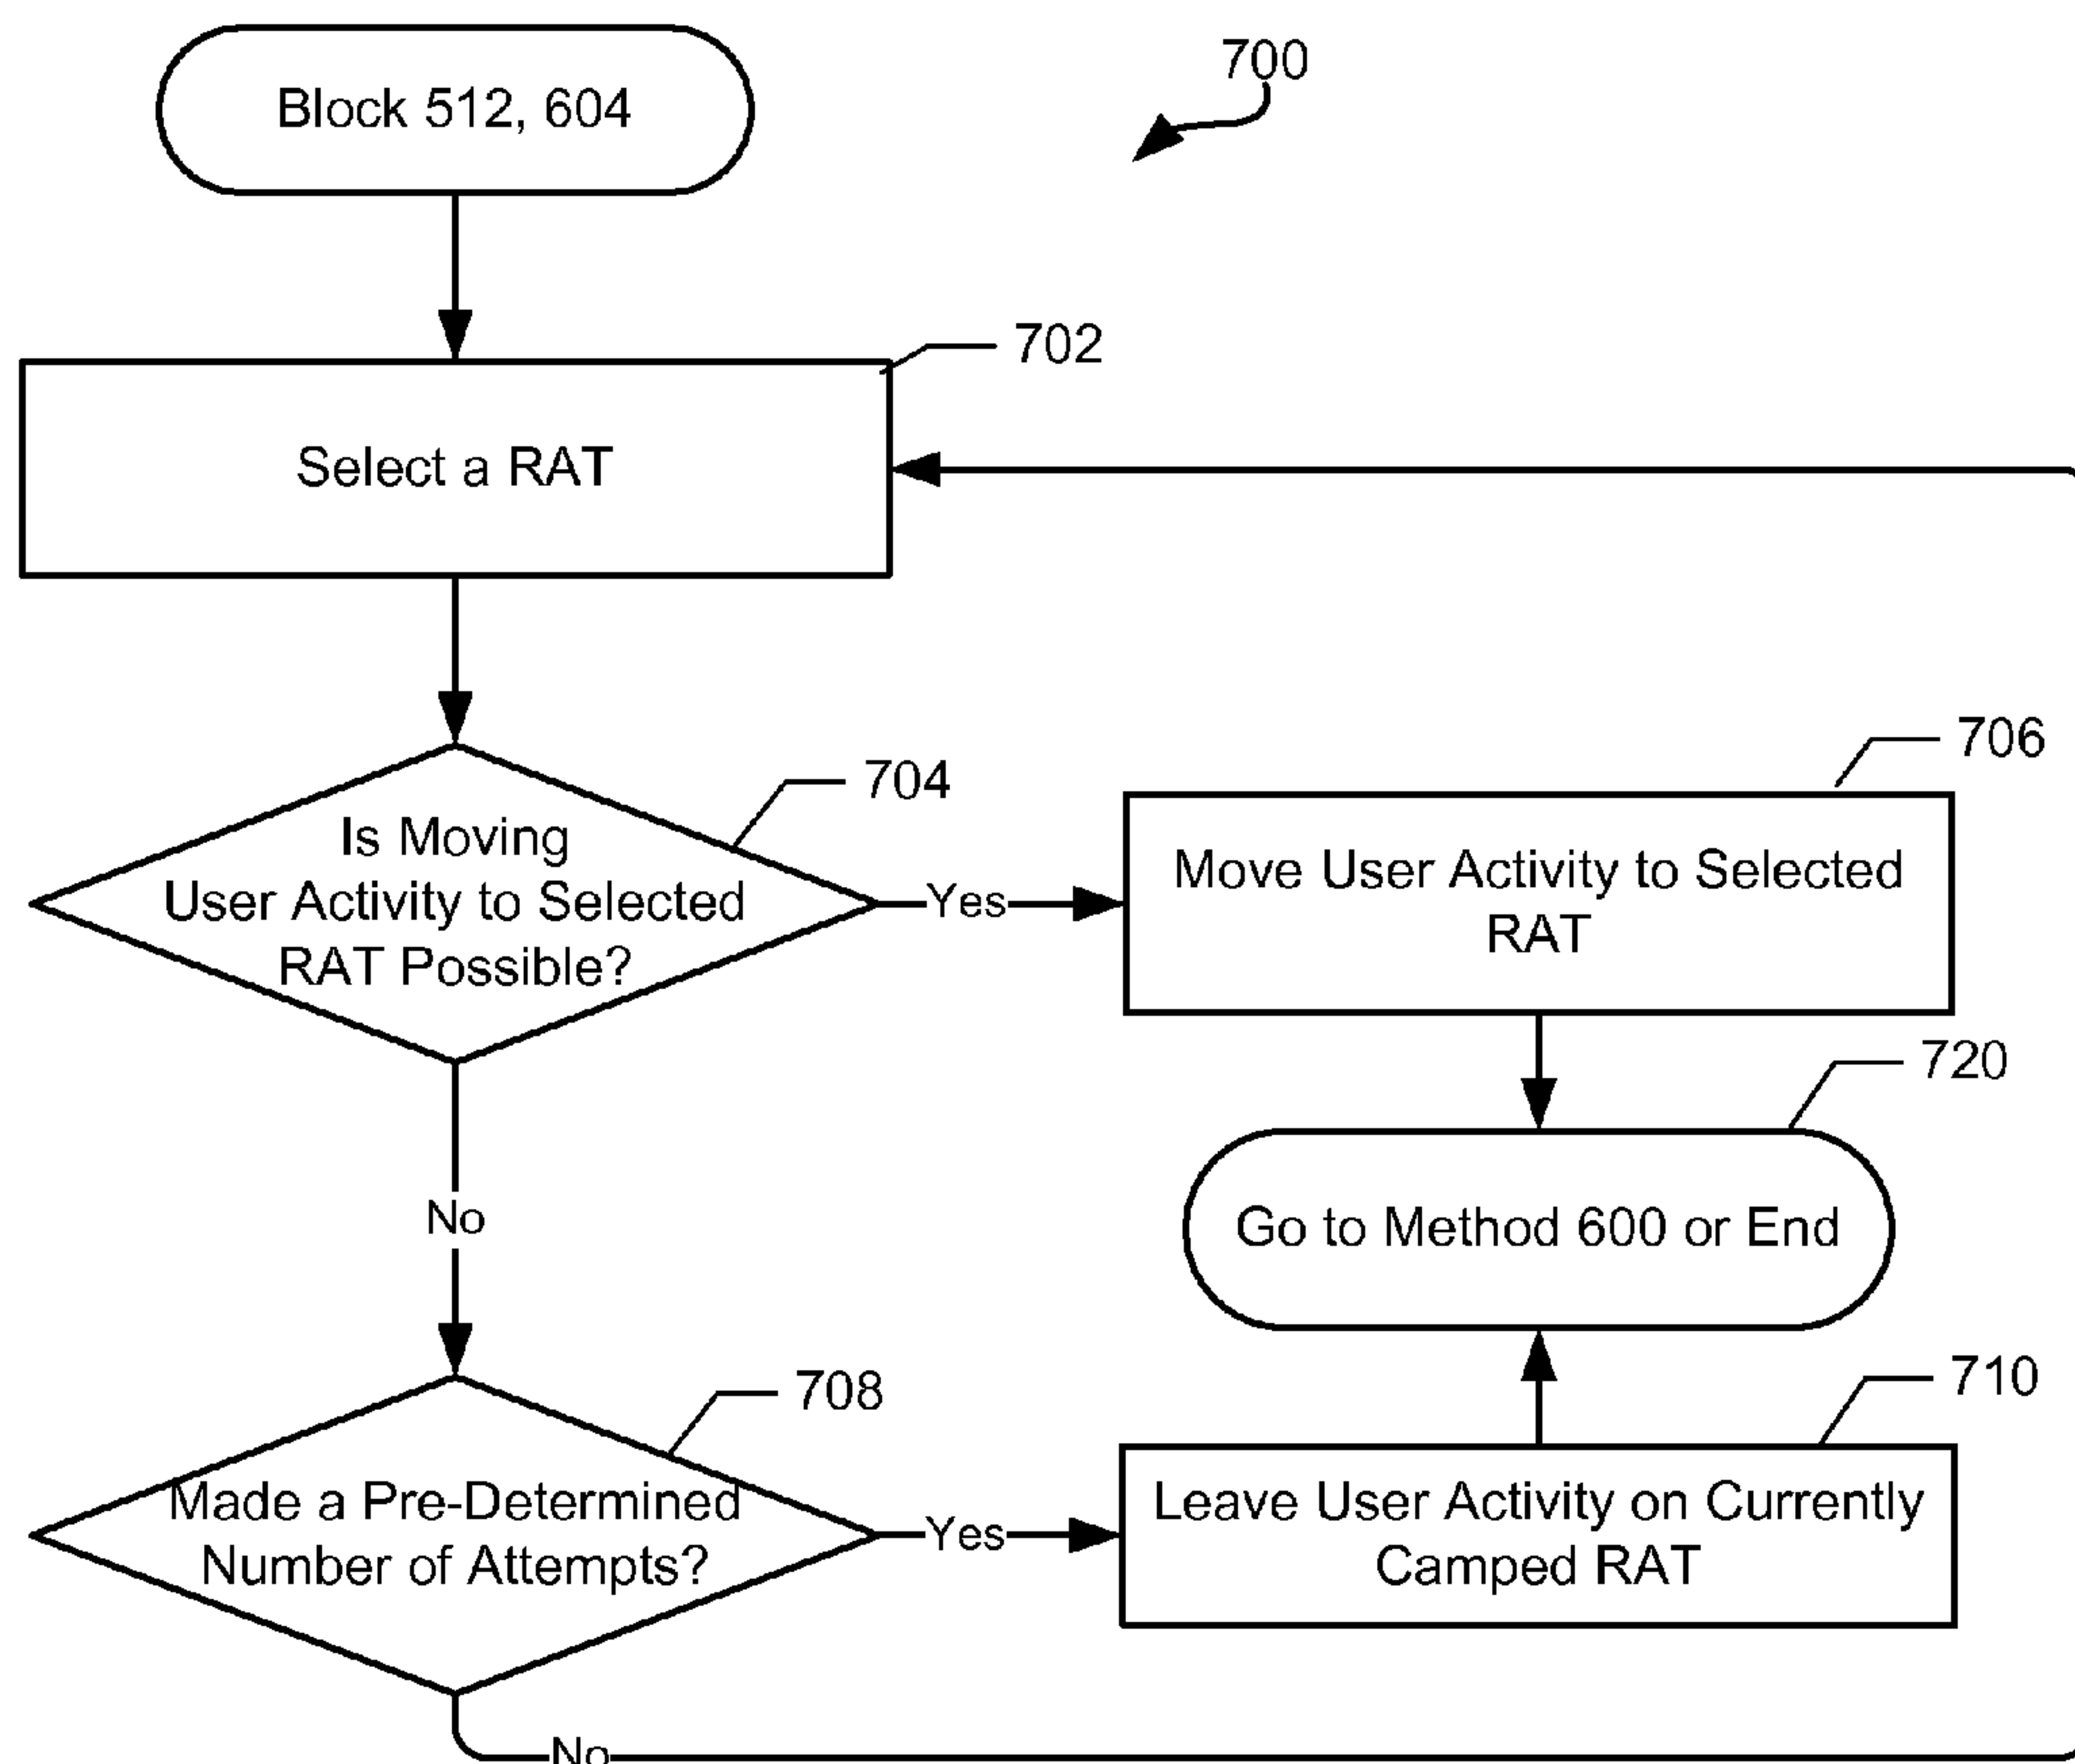 Block 512, 604
700
702
Select a RAT
704
Is Moving
User Activity to Selected
RAT Possible?
Yes
706
Move User Activity to Selected
RAT
720
Go to Method 600 or End
No
708
Made a Pre-Determined
Number of Attempts?
Yes
710
Leave User Activity on Currently
Camped RAT
No